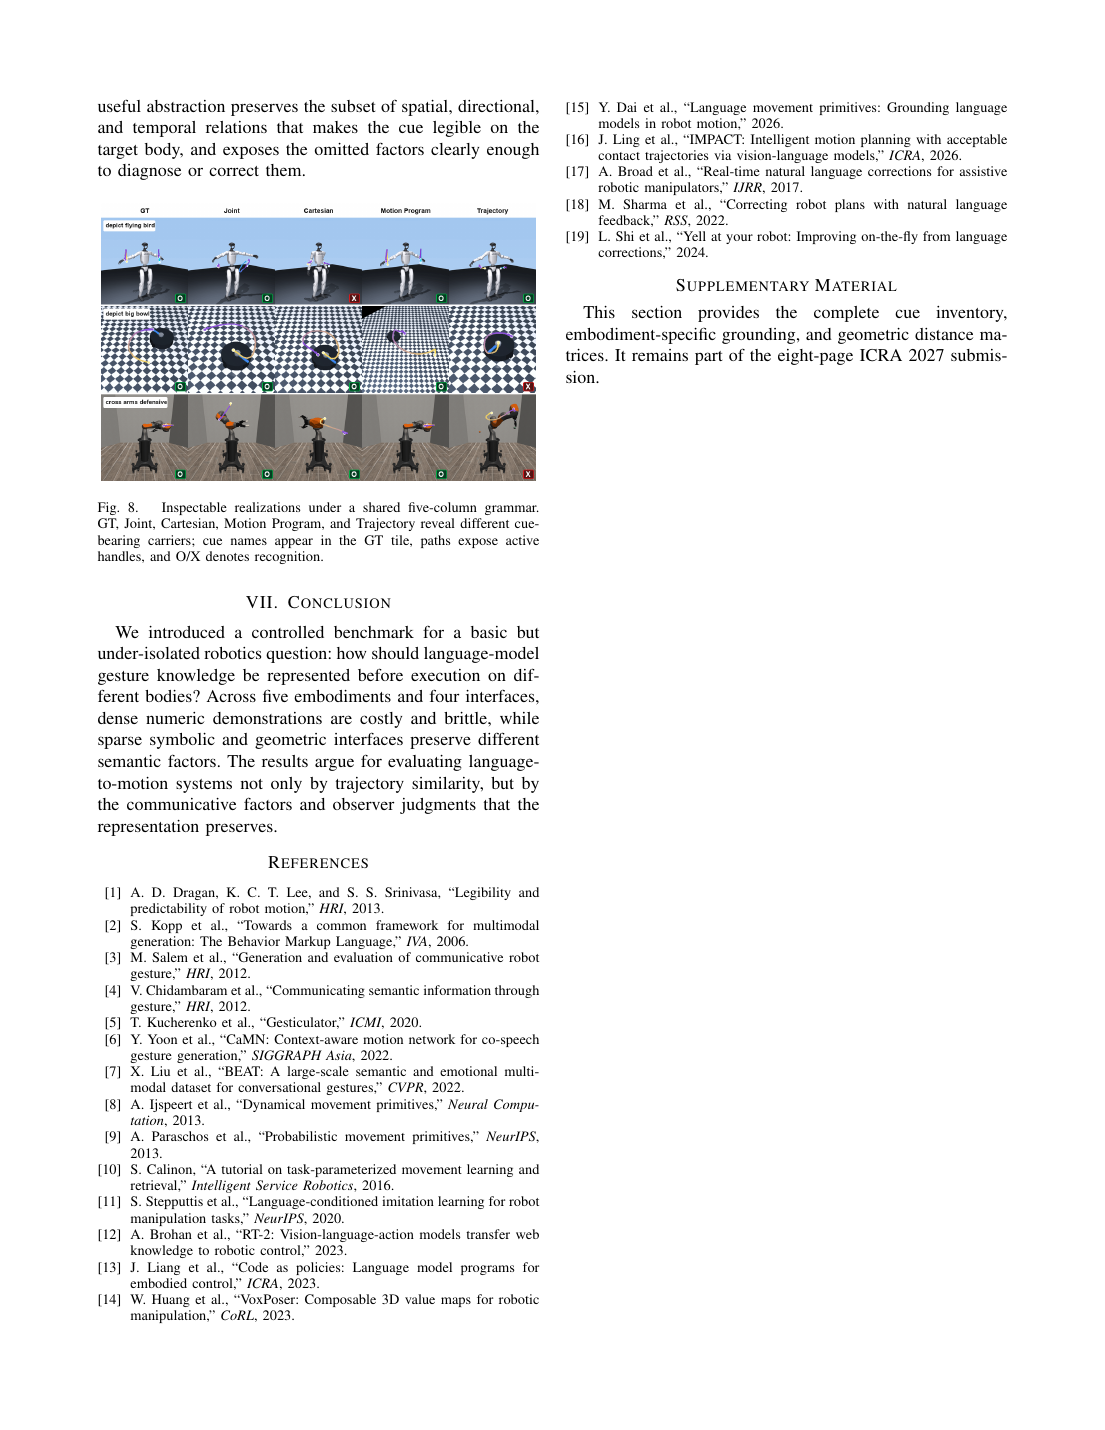 useful abstraction preserves the subset of spatial, directional,
and temporal relations that makes the cue legible on the
target body, and exposes the omitted factors clearly enough
to diagnose or correct them.
GT Joint Cartesian Motion Program Trajectory
depict flying bird
O O X O O
depict big bowl
O O O O X
cross arms defensive
O O O O X
Fig. 8. Inspectable realizations under a shared five-column grammar.
GT, Joint, Cartesian, Motion Program, and Trajectory reveal different cue-
bearing carriers; cue names appear in the GT tile, paths expose active
handles, and O/X denotes recognition.
VII. CONCLUSION
We introduced a controlled benchmark for a basic but
under-isolated robotics question: how should language-model
gesture knowledge be represented before execution on dif-
ferent bodies? Across five embodiments and four interfaces,
dense numeric demonstrations are costly and brittle, while
sparse symbolic and geometric interfaces preserve different
semantic factors. The results argue for evaluating language-
to-motion systems not only by trajectory similarity, but by
the communicative factors and observer judgments that the
representation preserves.
REFERENCES
[1] A. D. Dragan, K. C. T. Lee, and S. S. Srinivasa, “Legibility and
predictability of robot motion,” HRI, 2013.
[2] S. Kopp et al., “Towards a common framework for multimodal
generation: The Behavior Markup Language,” IVA, 2006.
[3] M. Salem et al., “Generation and evaluation of communicative robot
gesture,” HRI, 2012.
[4] V. Chidambaram et al., “Communicating semantic information through
gesture,” HRI, 2012.
[5] T. Kucherenko et al., “Gesticulator,” ICMI, 2020.
[6] Y. Yoon et al., “CaMN: Context-aware motion network for co-speech
gesture generation,” SIGGRAPH Asia, 2022.
[7] X. Liu et al., “BEAT: A large-scale semantic and emotional multi-
modal dataset for conversational gestures,” CVPR, 2022.
[8] A. Ijspeert et al., “Dynamical movement primitives,” Neural Compu-
tation, 2013.
[9] A. Paraschos et al., “Probabilistic movement primitives,” NeurIPS,
2013.
[10] S. Calinon, “A tutorial on task-parameterized movement learning and
retrieval,” Intelligent Service Robotics, 2016.
[11] S. Stepputtis et al., “Language-conditioned imitation learning for robot
manipulation tasks,” NeurIPS, 2020.
[12] A. Brohan et al., “RT-2: Vision-language-action models transfer web
knowledge to robotic control,” 2023.
[13] J. Liang et al., “Code as policies: Language model programs for
embodied control,” ICRA, 2023.
[14] W. Huang et al., “VoxPoser: Composable 3D value maps for robotic
manipulation,” CoRL, 2023.
[15] Y. Dai et al., “Language movement primitives: Grounding language
models in robot motion,” 2026.
[16] J. Ling et al., “IMPACT: Intelligent motion planning with acceptable
contact trajectories via vision-language models,” ICRA, 2026.
[17] A. Broad et al., “Real-time natural language corrections for assistive
robotic manipulators,” IJRR, 2017.
[18] M. Sharma et al., “Correcting robot plans with natural language
feedback,” RSS, 2022.
[19] L. Shi et al., “Yell at your robot: Improving on-the-fly from language
corrections,” 2024.
SUPPLEMENTARY MATERIAL
This section provides the complete cue inventory,
embodiment-specific grounding, and geometric distance ma-
trices. It remains part of the eight-page ICRA 2027 submis-
sion.